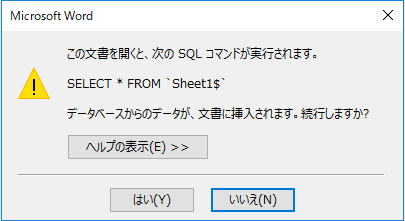 Microsoft Word
この文書を開くと、次の SQL コマンドが実行されます。
SELECT * FROM `Sheet1$`
データベースからのデータが、文書に挿入されます。続行しますか?
ヘルプの表示(E) >>
はい(Y)
いいえ(N)